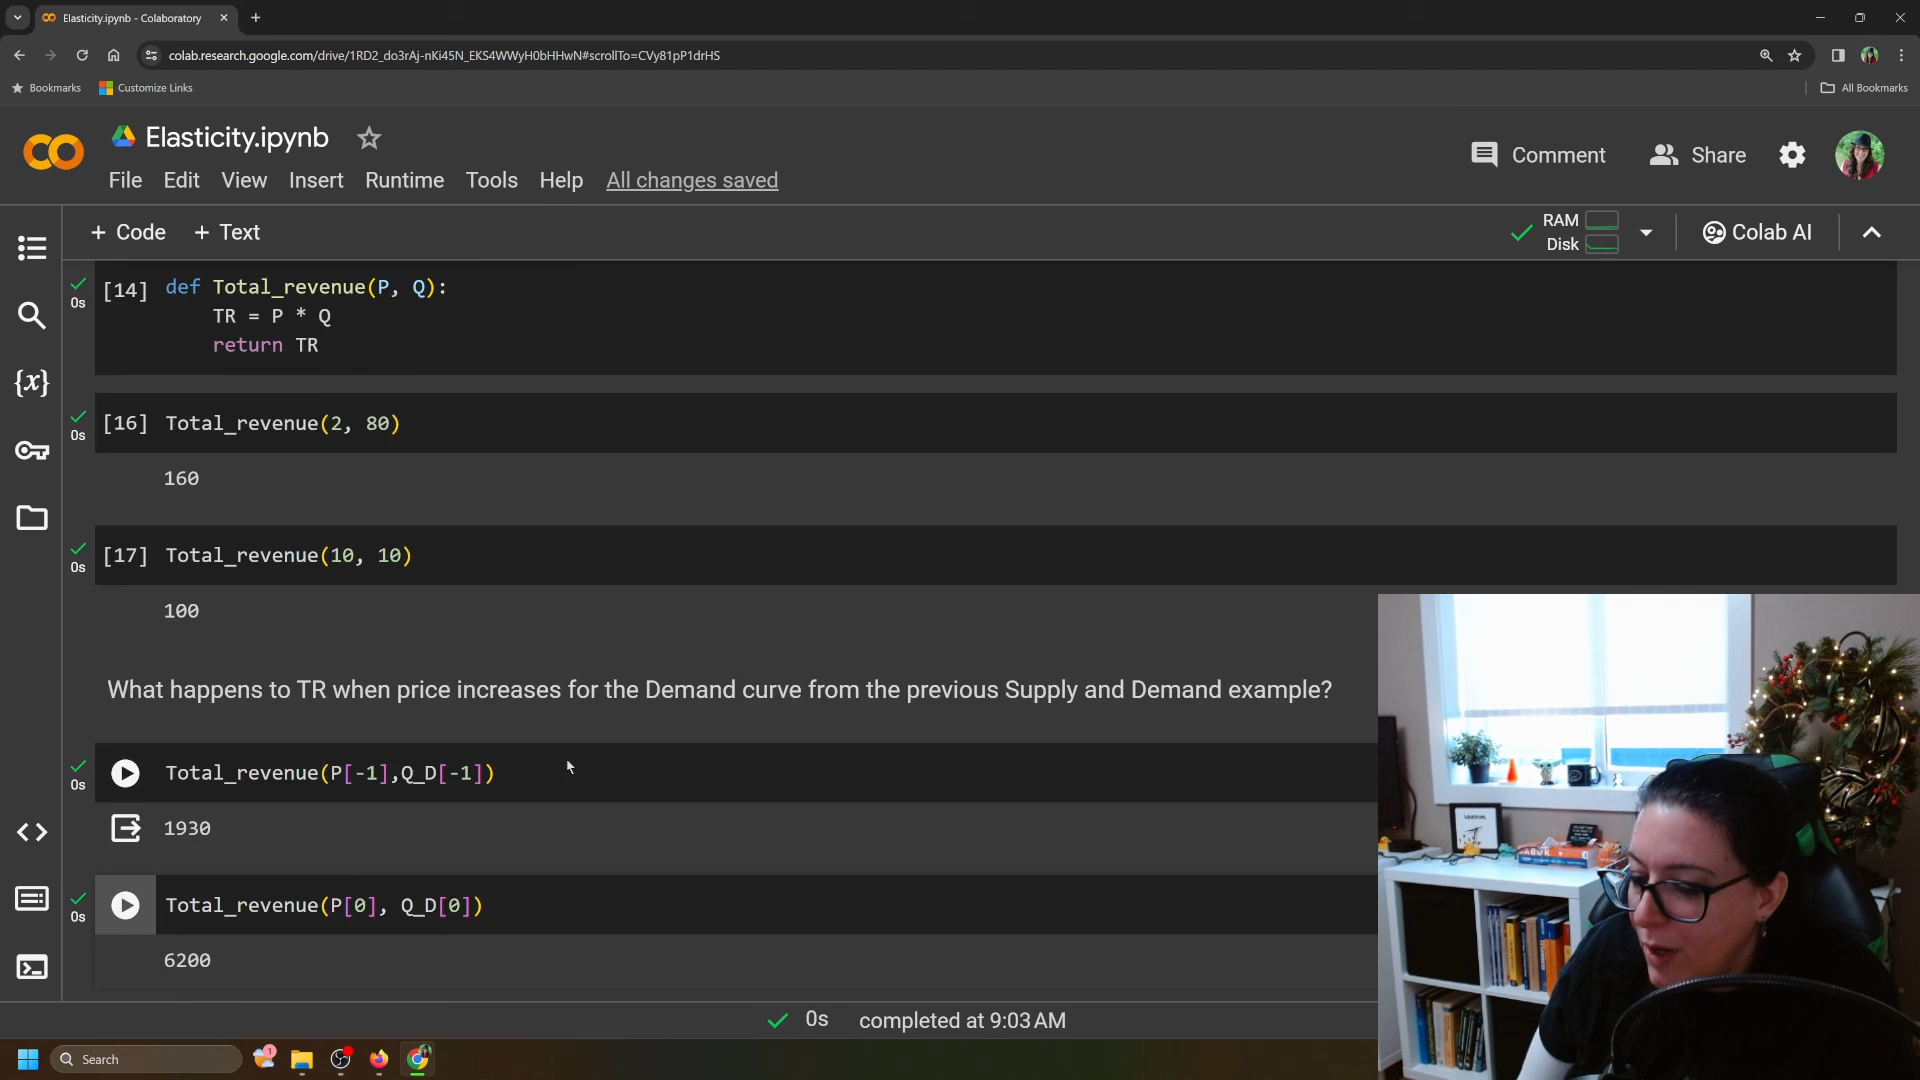 Elasticity.ipynb - Colaboratory
colab.research.google.com/drive/1RD2_do3rAj-nKi45N_EKS4WWyH0bHHwN#scrollTo=CVy81pP1drHS
Bookmarks
Customize Links
All Bookmarks
Elasticity.ipynb
Comment
Share
File Edit View Insert Runtime Tools Help All changes saved
+ Code + Text
RAM
Disk
Colab AI
0s
[14] def Total_revenue(P, Q):
TR = P * Q
return TR
0s
[16] Total_revenue(2, 80)
160
0s
[17] Total_revenue(10, 10)
100
What happens to TR when price increases for the Demand curve from the previous Supply and Demand example?
0s
Total_revenue(P[-1],Q_D[-1])
1930
0s
Total_revenue(P[0], Q_D[0])
6200
{x}
0s completed at 9:03 AM
Search
1